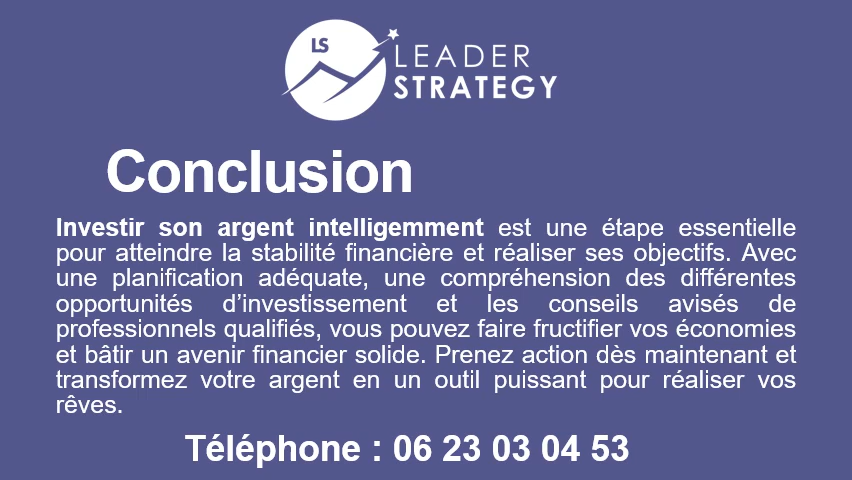 LS
LEADER
STRATEGY
Conclusion
Investir son argent intelligemment est une étape essentielle
pour atteindre la stabilité financière et réaliser ses objectifs. Avec
une planification adéquate, une compréhension des différentes
opportunités d’investissement et les conseils avisés de
professionnels qualifiés, vous pouvez faire fructifier vos économies
et bâtir un avenir financier solide. Prenez action dès maintenant et
transformez votre argent en un outil puissant pour réaliser vos
rêves.
Téléphone : 06 23 03 04 53